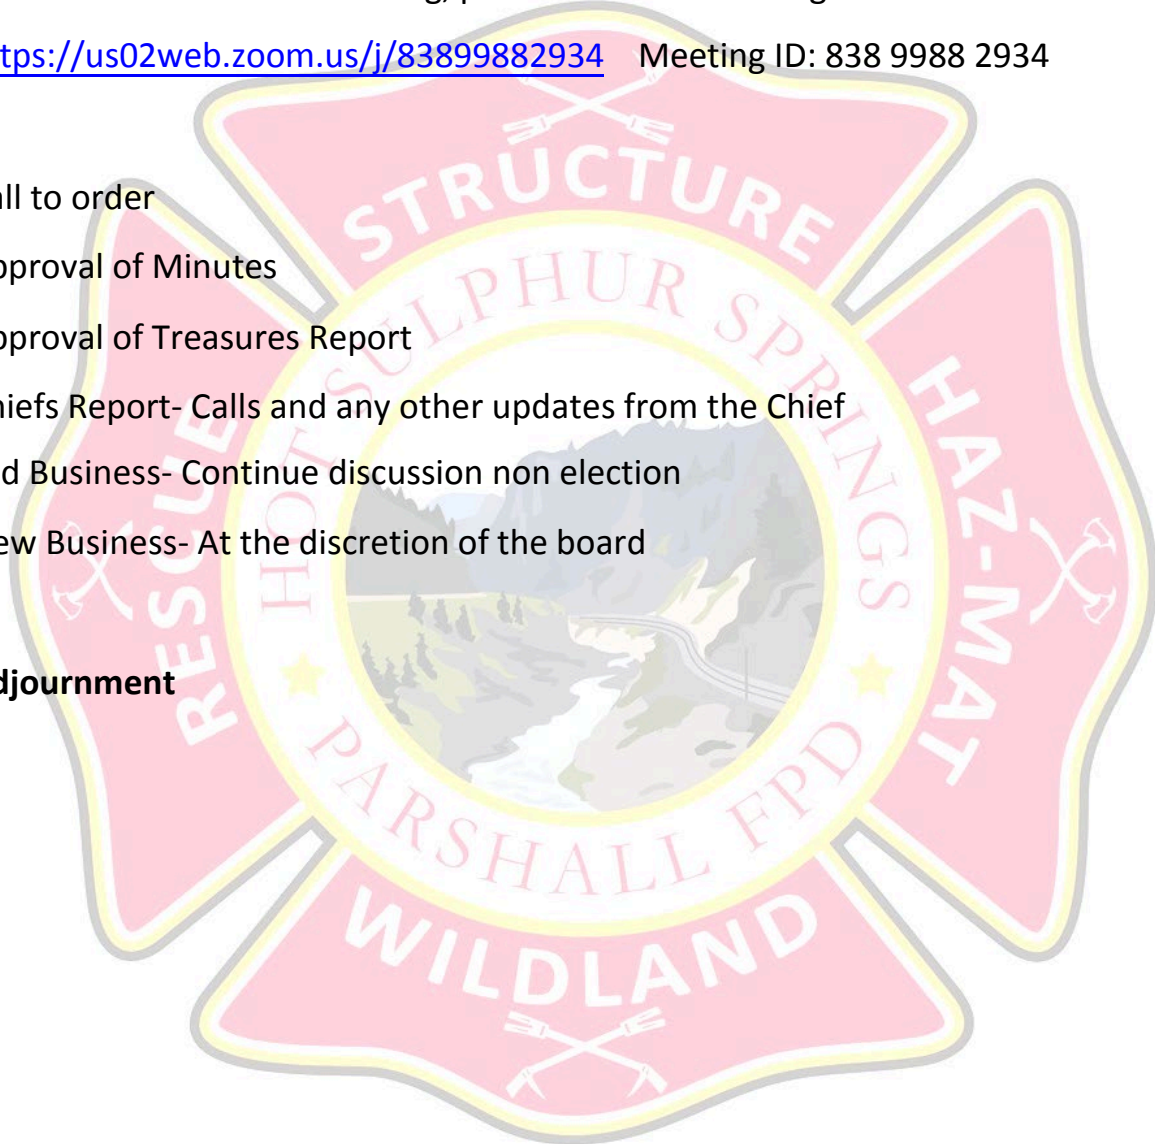 ttps://us02web.zoom.us/j/83899882934 Meeting ID: 838 9988 2934
all to order
pproval of Minutes
pproval of Treasures Report
hiefs Report- Calls and any other updates from the Chief
d Business- Continue discussion non election
ew Business- At the discretion of the board
djournment
STRUCTURE
RESCUE
HAZ-MAT
WILDLAND
HOT SULPHUR SPRINGS
PARSHALL FPD